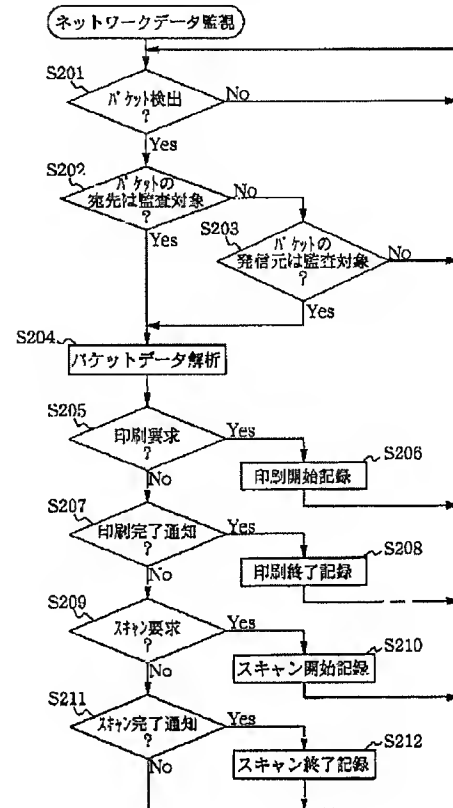 ネットワークデータ監視
S201
パケット検出
?
No
Yes
S202
パケットの
宛先は監査対象
?
No
Yes
S203
パケットの
発信元は監査対象
?
No
Yes
S204
パケットデータ解析
S205
印刷要求
?
Yes
No
S206
印刷開始記録
S207
印刷完了通知
?
Yes
No
S208
印刷終了記録
S209
スキャン要求
?
Yes
No
S210
スキャン開始記録
S211
スキャン完了通知
?
Yes
No
S212
スキャン終了記録